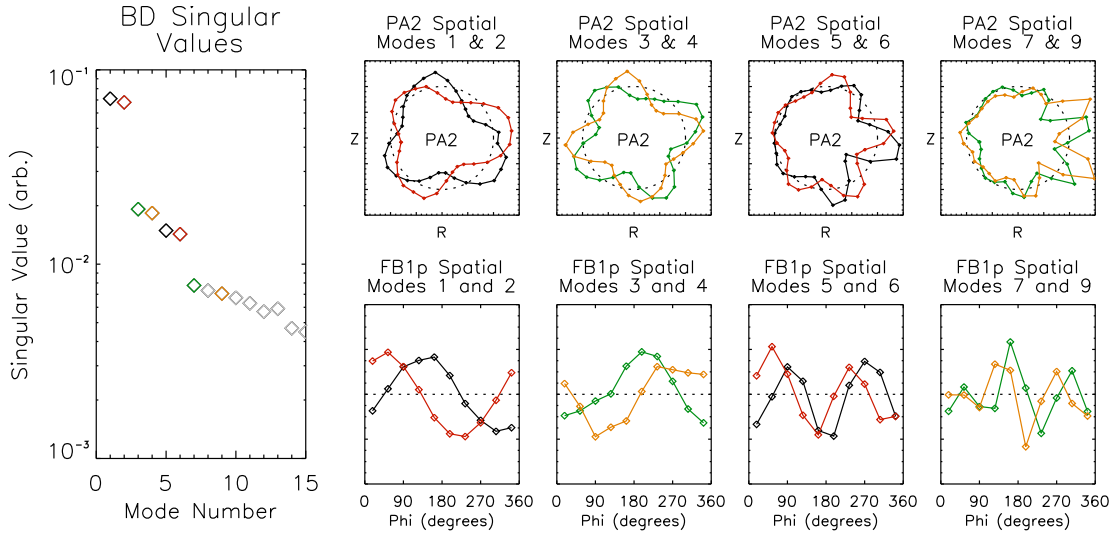 BD Singular
Values
10⁻¹
10⁻²
10⁻³
Singular Value (arb.)
0 5 10 15
Mode Number
PA2 Spatial
Modes 1 & 2
Z
PA2
R
PA2 Spatial
Modes 3 & 4
Z
PA2
R
PA2 Spatial
Modes 5 & 6
Z
PA2
R
PA2 Spatial
Modes 7 & 9
Z
PA2
R
FB1p Spatial
Modes 1 and 2
0 90 180 270 360
Phi (degrees)
FB1p Spatial
Modes 3 and 4
0 90 180 270 360
Phi (degrees)
FB1p Spatial
Modes 5 and 6
0 90 180 270 360
Phi (degrees)
FB1p Spatial
Modes 7 and 9
0 90 180 270 360
Phi (degrees)